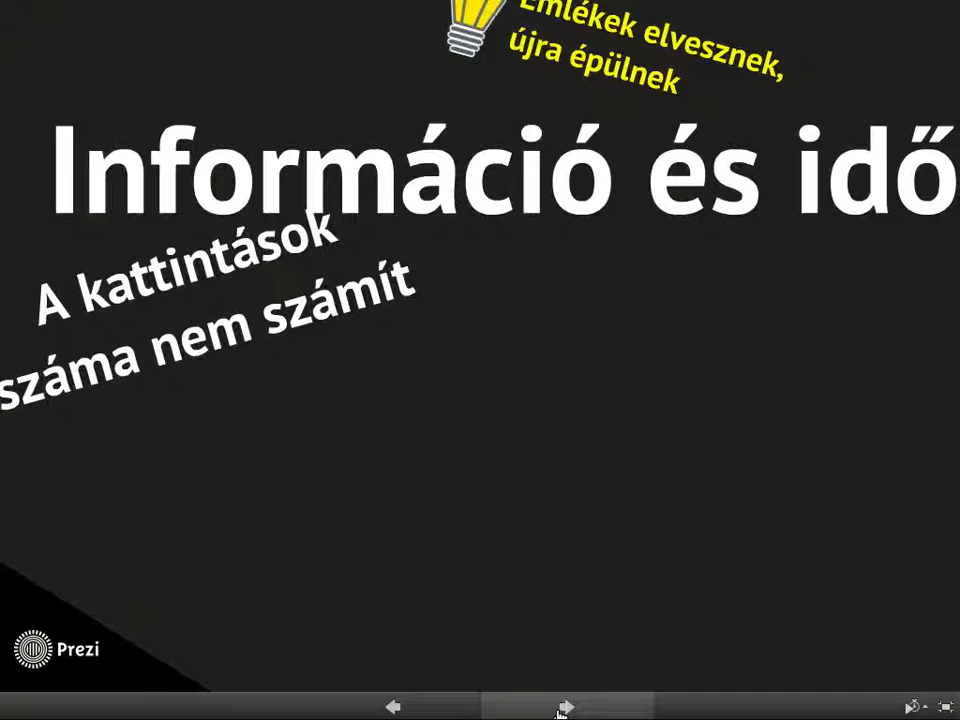 Emlékek elvesznek,
újra épülnek
Információ és idő
A kattintások
száma nem számít
Prezi